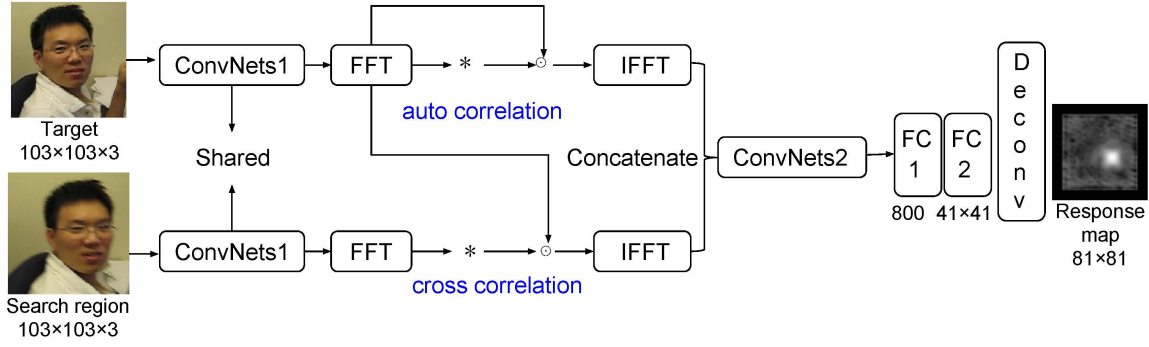 ConvNets1
FFT
*
⊙
IFFT
auto correlation
Target
103×103×3
Shared
Concatenate
ConvNets2
FC
1
800
FC
2
41×41
D
e
c
o
n
v
Response
map
81×81
ConvNets1
FFT
*
⊙
IFFT
cross correlation
Search region
103×103×3